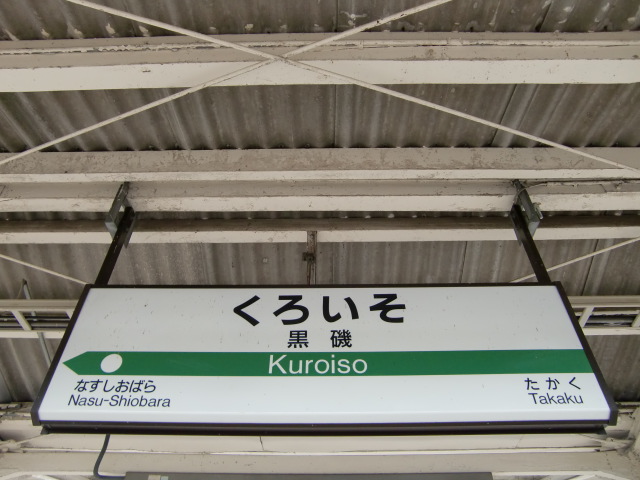 くろいそ
黒磯
Kuroiso
なすしおばら
Nasu-Shiobara
たかく
Takaku